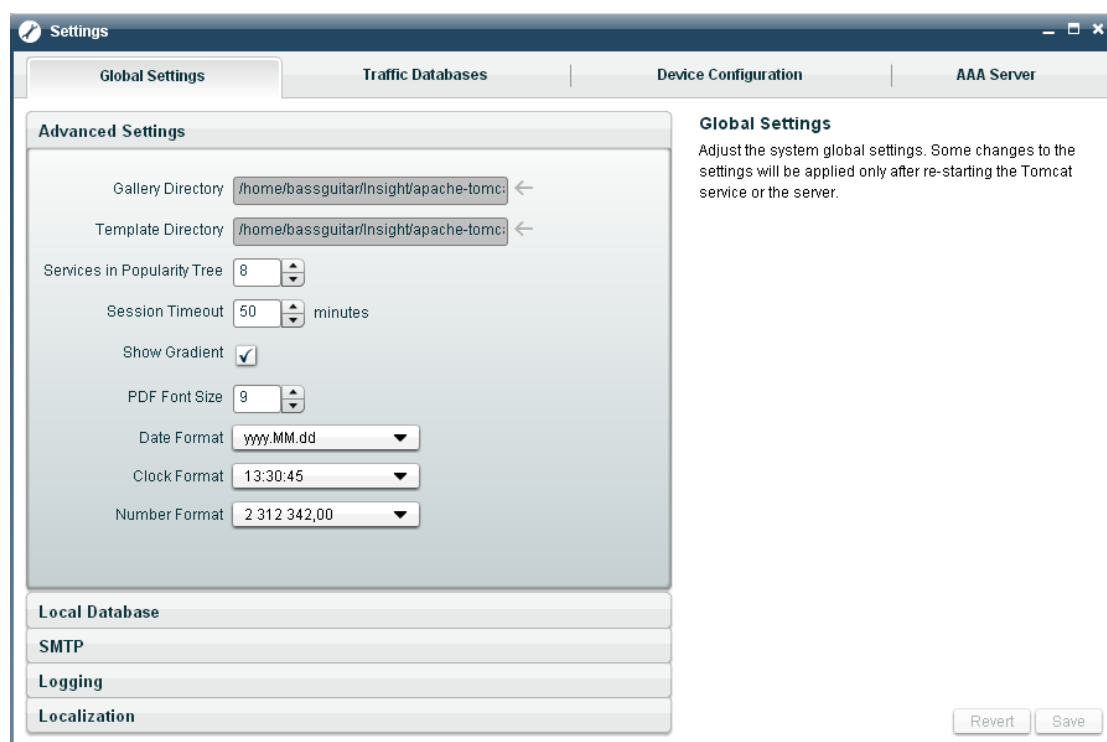 Settings
Global Settings
Traffic Databases
Device Configuration
AAA Server
Advanced Settings
Gallery Directory /home/bassguitar/Insight/apache-tomc
Template Directory /home/bassguitar/Insight/apache-tomc
Services in Popularity Tree 8
Session Timeout 50 minutes
Show Gradient
PDF Font Size 9
Date Format yyyy.MM.dd
Clock Format 13:30:45
Number Format 2 312 342,00
Local Database
SMTP
Logging
Localization
Global Settings
Adjust the system global settings. Some changes to the
settings will be applied only after re-starting the Tomcat
service or the server.
Revert
Save